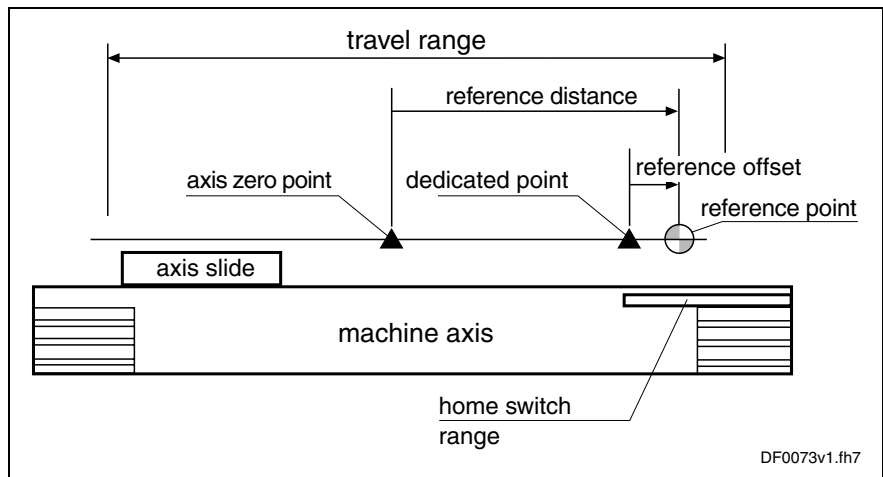 travel range
reference distance
reference offset
axis zero point
dedicated point
reference point
axis slide
machine axis
home switch
range
DF0073v1.fh7